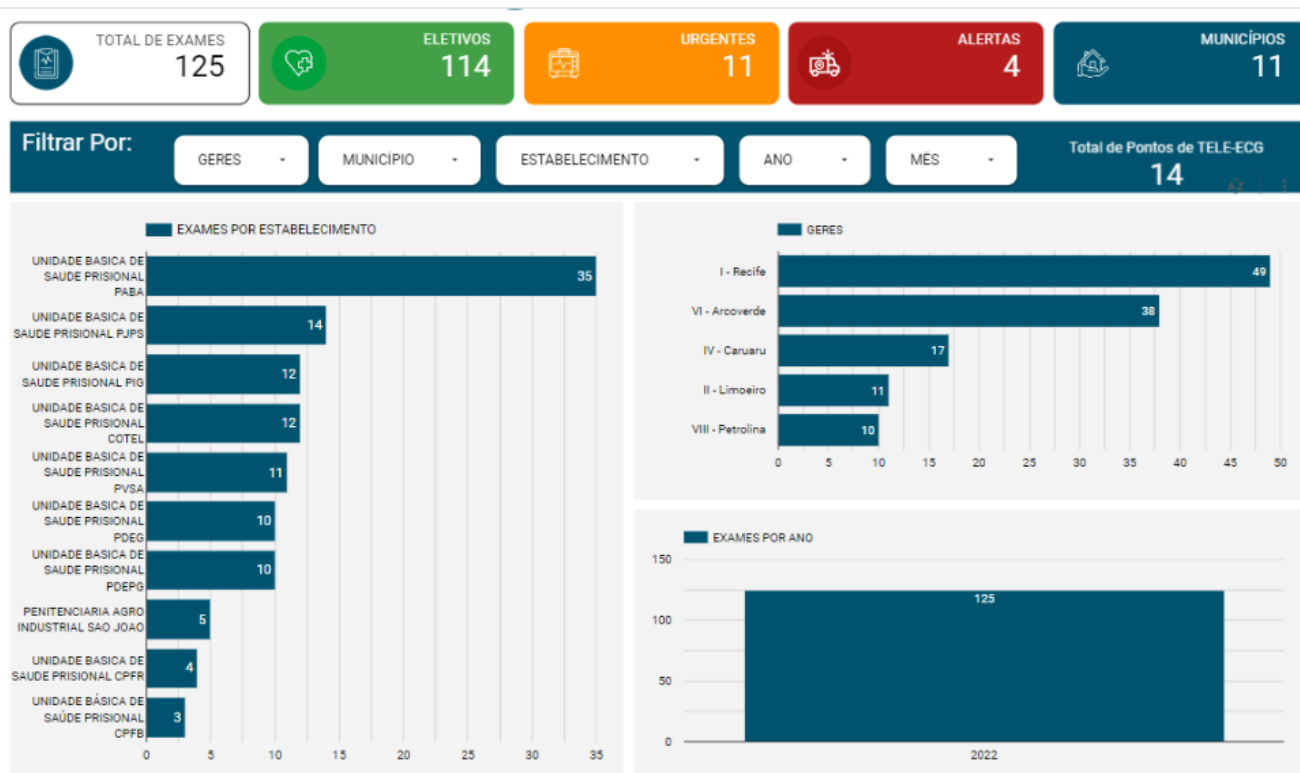 TOTAL DE EXAMES
125
ELETIVOS
114
URGENTES
11
ALERTAS
4
MUNICÍPIOS
11
Filtrar Por:
GERES
MUNICÍPIO
ESTABELECIMENTO
ANO
MÊS
Total de Pontos de TELE-ECG
14
EXAMES POR ESTABELECIMENTO
UNIDADE BASICA DE
SAUDE PRISIONAL
PABA
35
UNIDADE BASICA DE
SAUDE PRISIONAL PJPS
14
UNIDADE BASICA DE
SAUDE PRISIONAL PIG
12
UNIDADE BASICA DE
SAUDE PRISIONAL
COTEL
12
UNIDADE BASICA DE
SAUDE PRISIONAL
PVSA
11
UNIDADE BASICA DE
SAUDE PRISIONAL
PDEG
10
UNIDADE BASICA DE
SAUDE PRISIONAL
PDEPG
10
PENITENCIARIA AGRO
INDUSTRIAL SAO JOAO
5
UNIDADE BASICA DE
SAUDE PRISIONAL CPFR
4
UNIDADE BÁSICA DE
SAÚDE PRISIONAL
CPFB
3
0 5 10 15 20 25 30 35
GERES
I - Recife 49
VI - Arcoverde 38
IV - Caruaru 17
II - Limoeiro 11
VIII - Petrolina 10
0 5 10 15 20 25 30 35 40 45 50
EXAMES POR ANO
150
125
100
50
0
2022